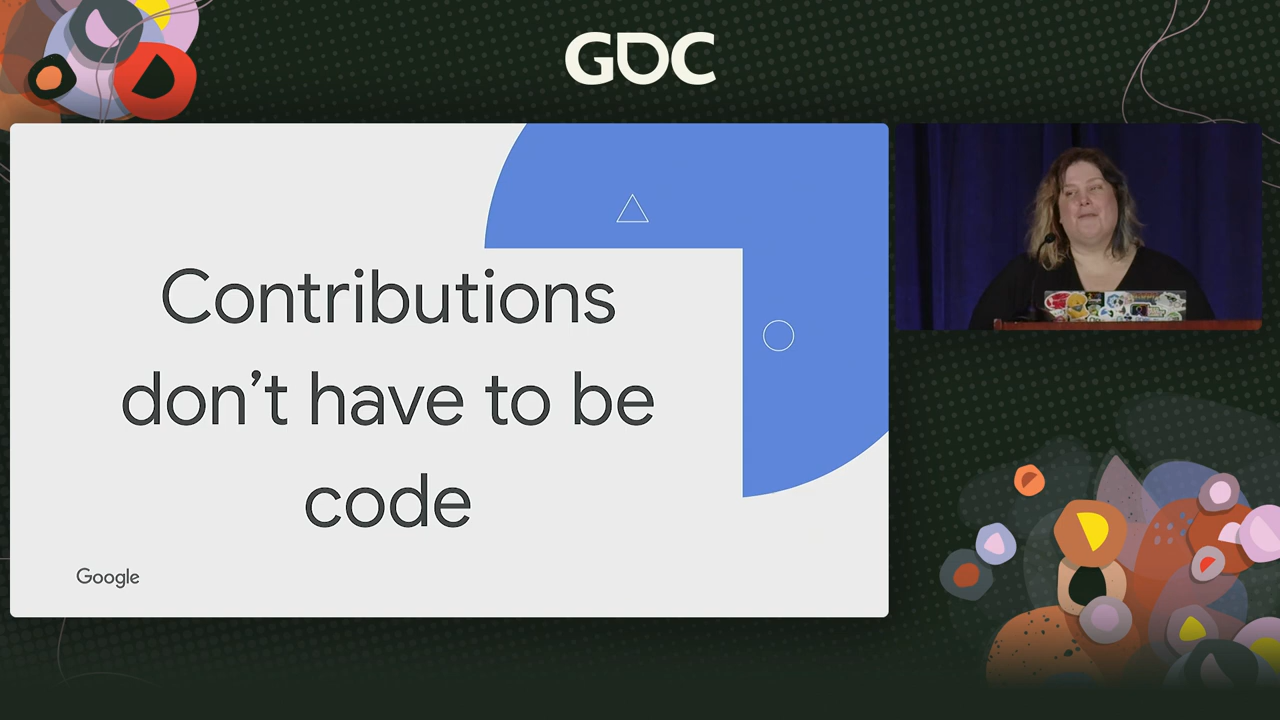 GDC
Contributions
don’t have to be
code
Google